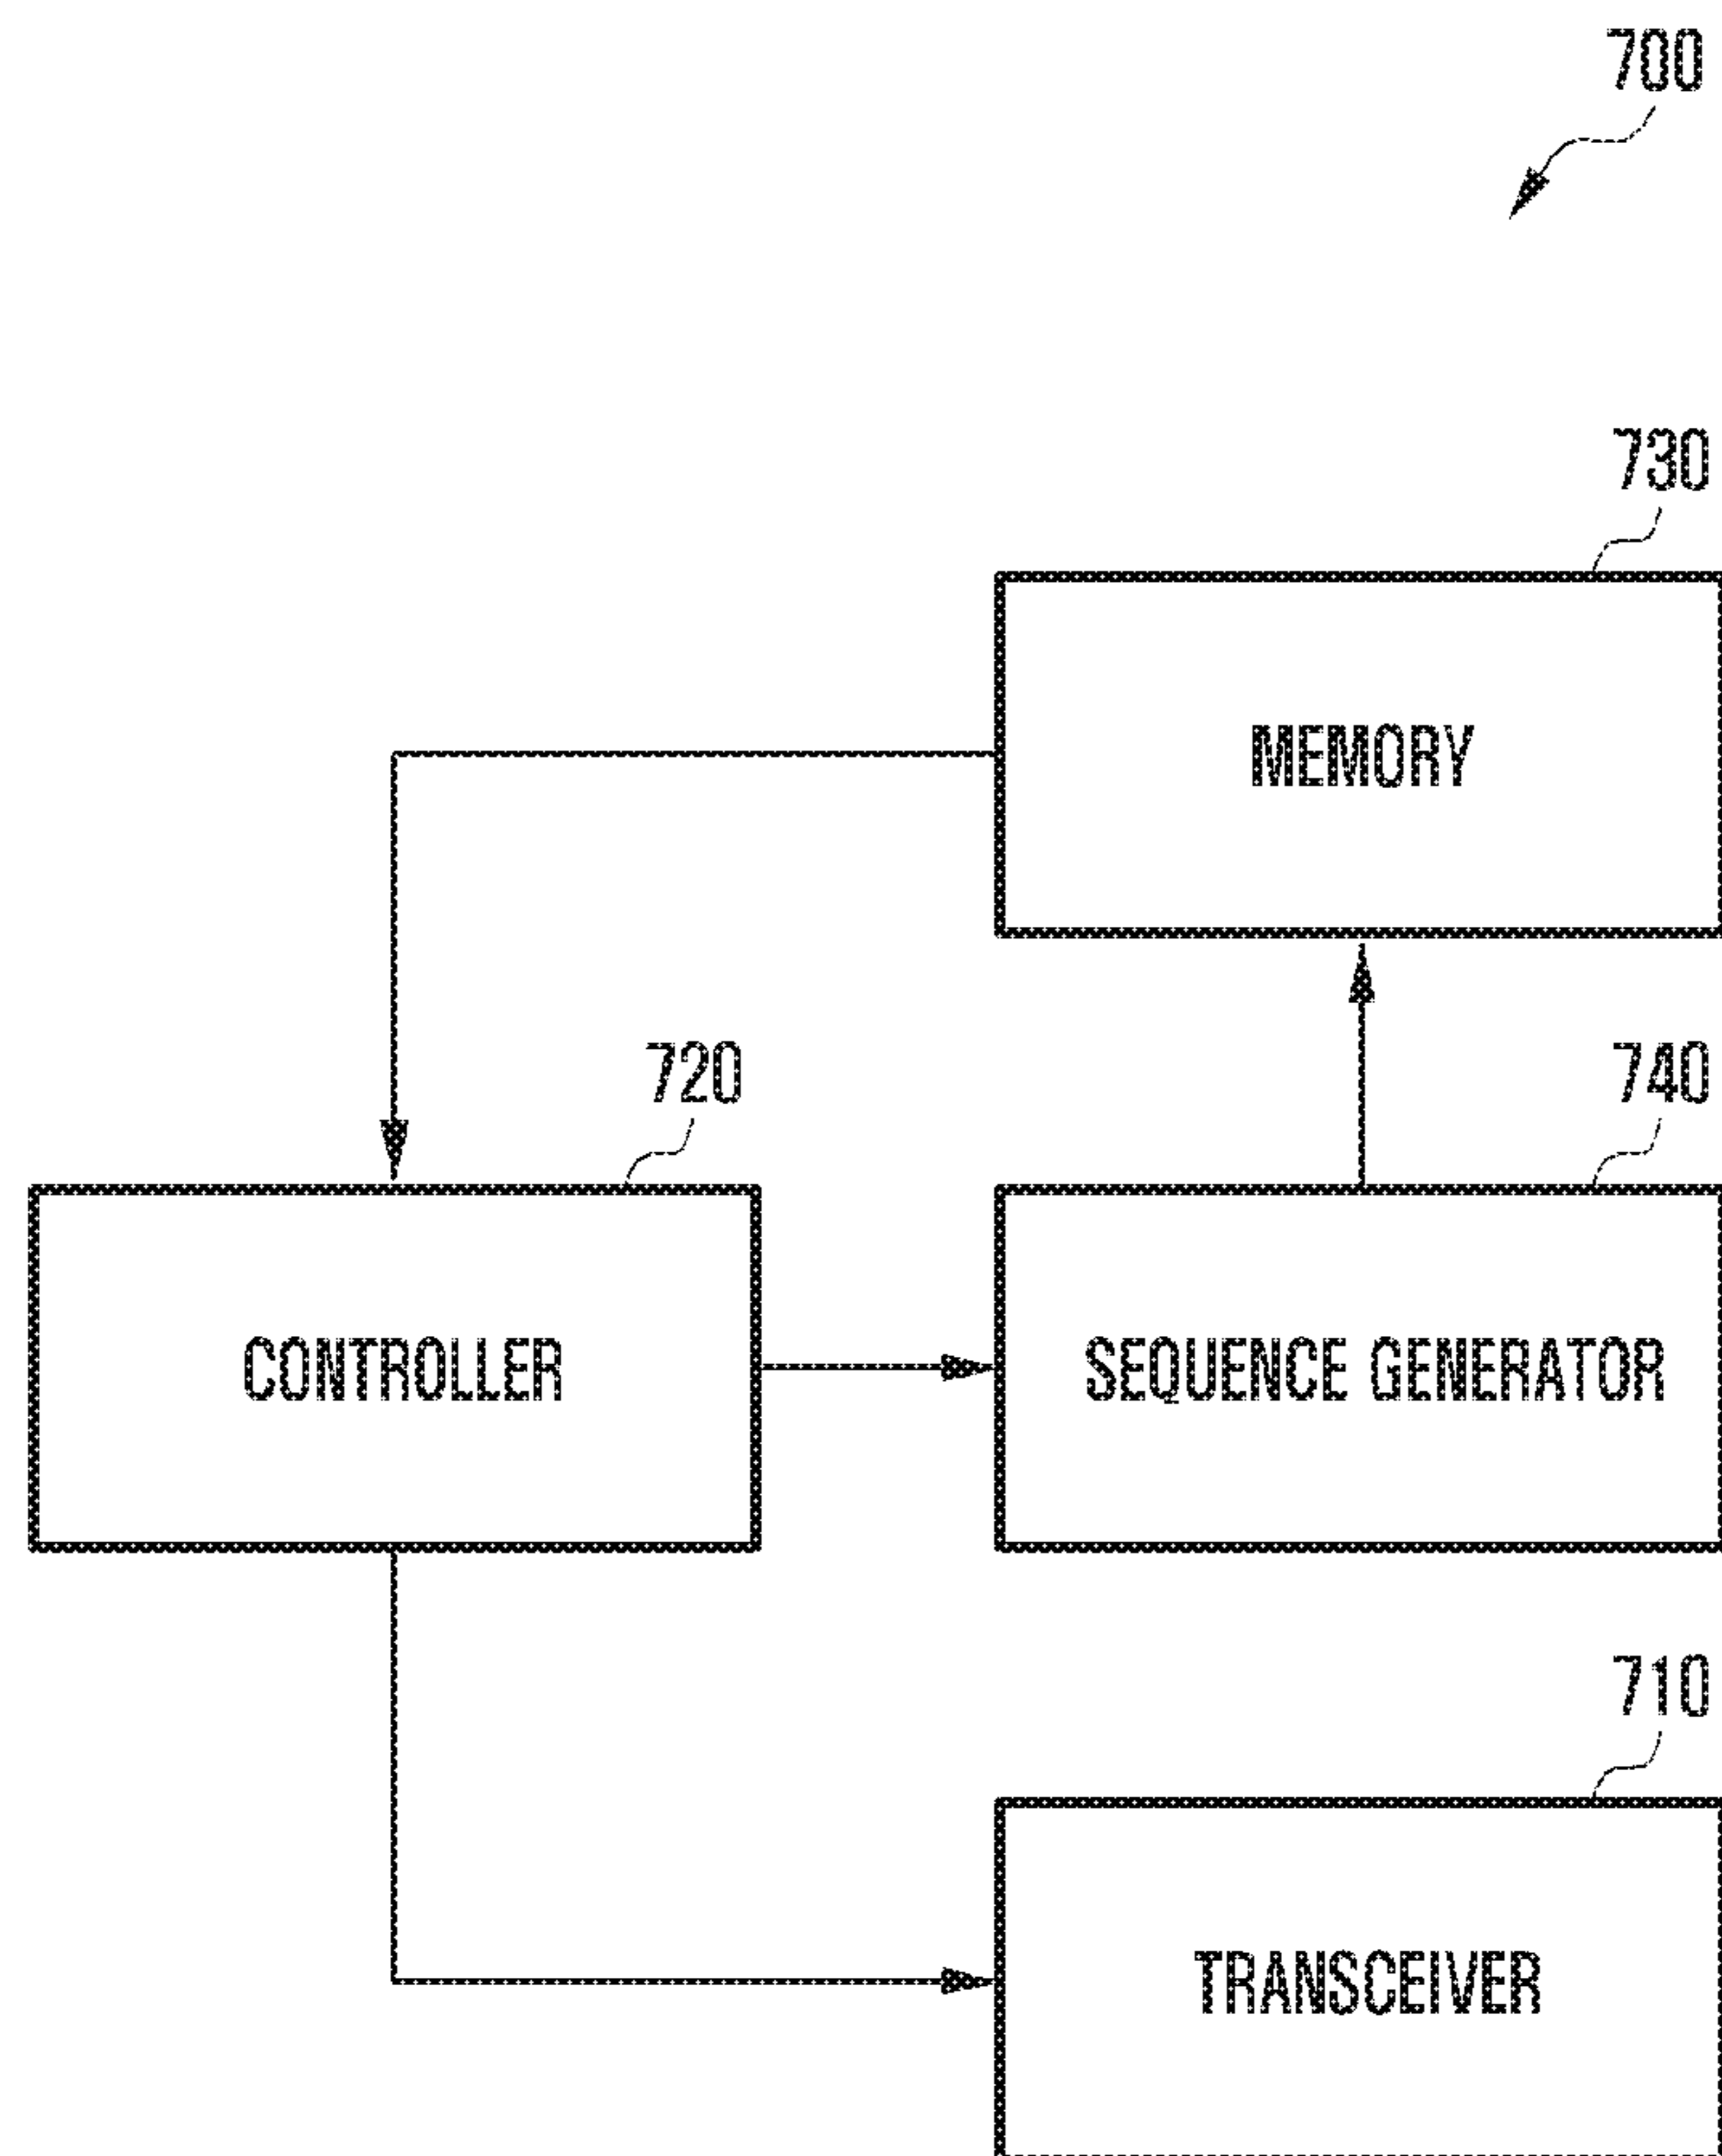 700
730
MEMORY
720
740
CONTROLLER
SEQUENCE GENERATOR
710
TRANSCEIVER